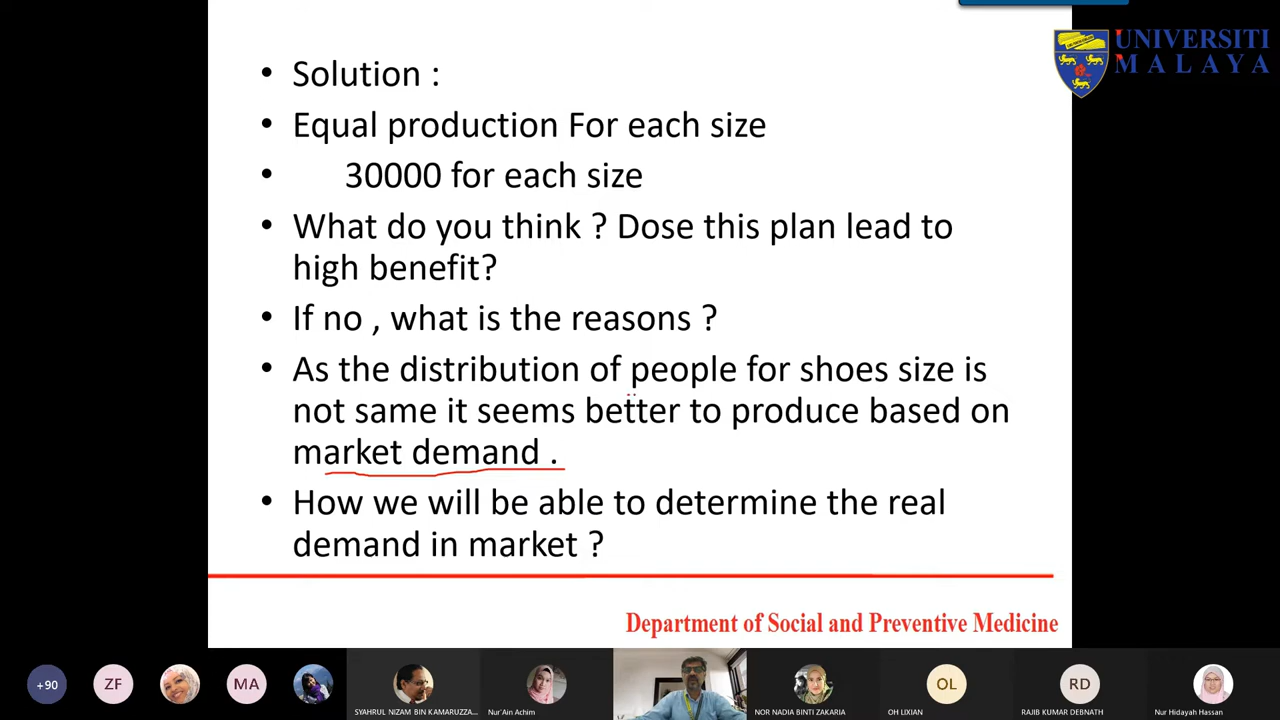 UNIVERSITI
MALAYA
• Solution :
• Equal production For each size
• 30000 for each size
• What do you think ? Dose this plan lead to
high benefit?
• If no , what is the reasons ?
• As the distribution of people for shoes size is
not same it seems better to produce based on
market demand .
• How we will be able to determine the real
demand in market ?
Department of Social and Preventive Medicine
+90
ZF
MA
OL
RD
SYAHRUL NIZAM BIN KAMARUZZA...
Nur'Ain Achim
NOR NADIA BINTI ZAKARIA
OH LIXIAN
RAJIB KUMAR DEBNATH
Nur Hidayah Hassan